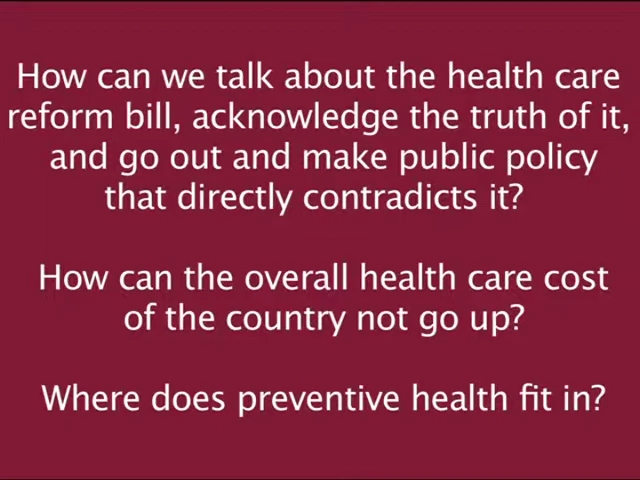 How can we talk about the health care
reform bill, acknowledge the truth of it,
and go out and make public policy
that directly contradicts it?
How can the overall health care cost
of the country not go up?
Where does preventive health fit in?